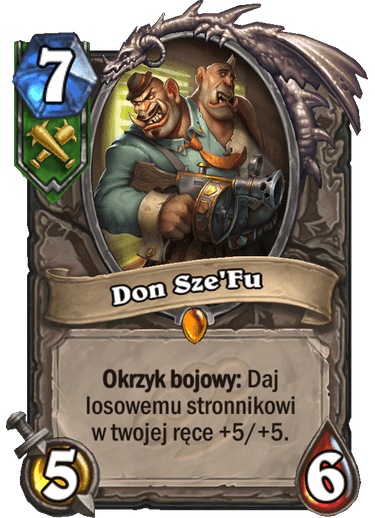 7
Don Sze'Fu
Okrzyk bojowy: Daj
losowemu stronnikowi
w twojej ręce +5/+5.
5
6